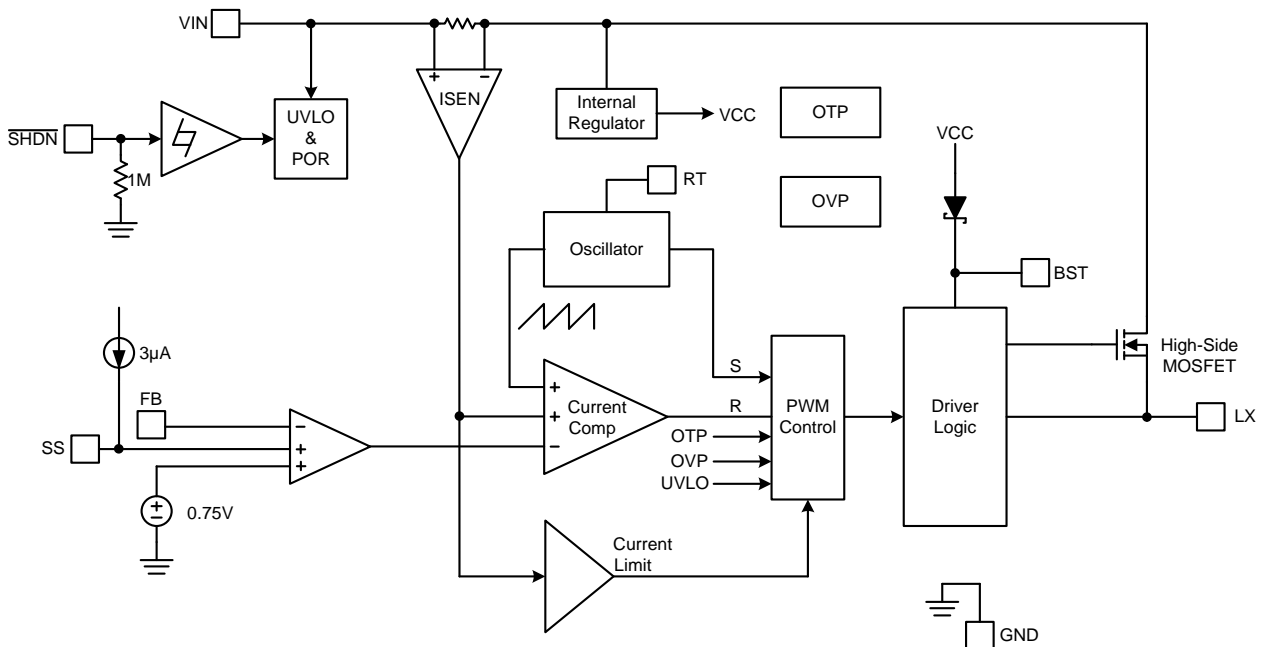 VIN
+ −
ISEN
SHDN
1M
UVLO
&
POR
Internal
Regulator
VCC
OTP
OVP
VCC
RT
Oscillator
BST
3µA
FB
SS
−
+
+
0.75V
+
−
+
+
−
Current
Comp
S
R
OTP
OVP
UVLO
PWM
Control
Driver
Logic
High-Side
MOSFET
LX
Current
Limit
GND